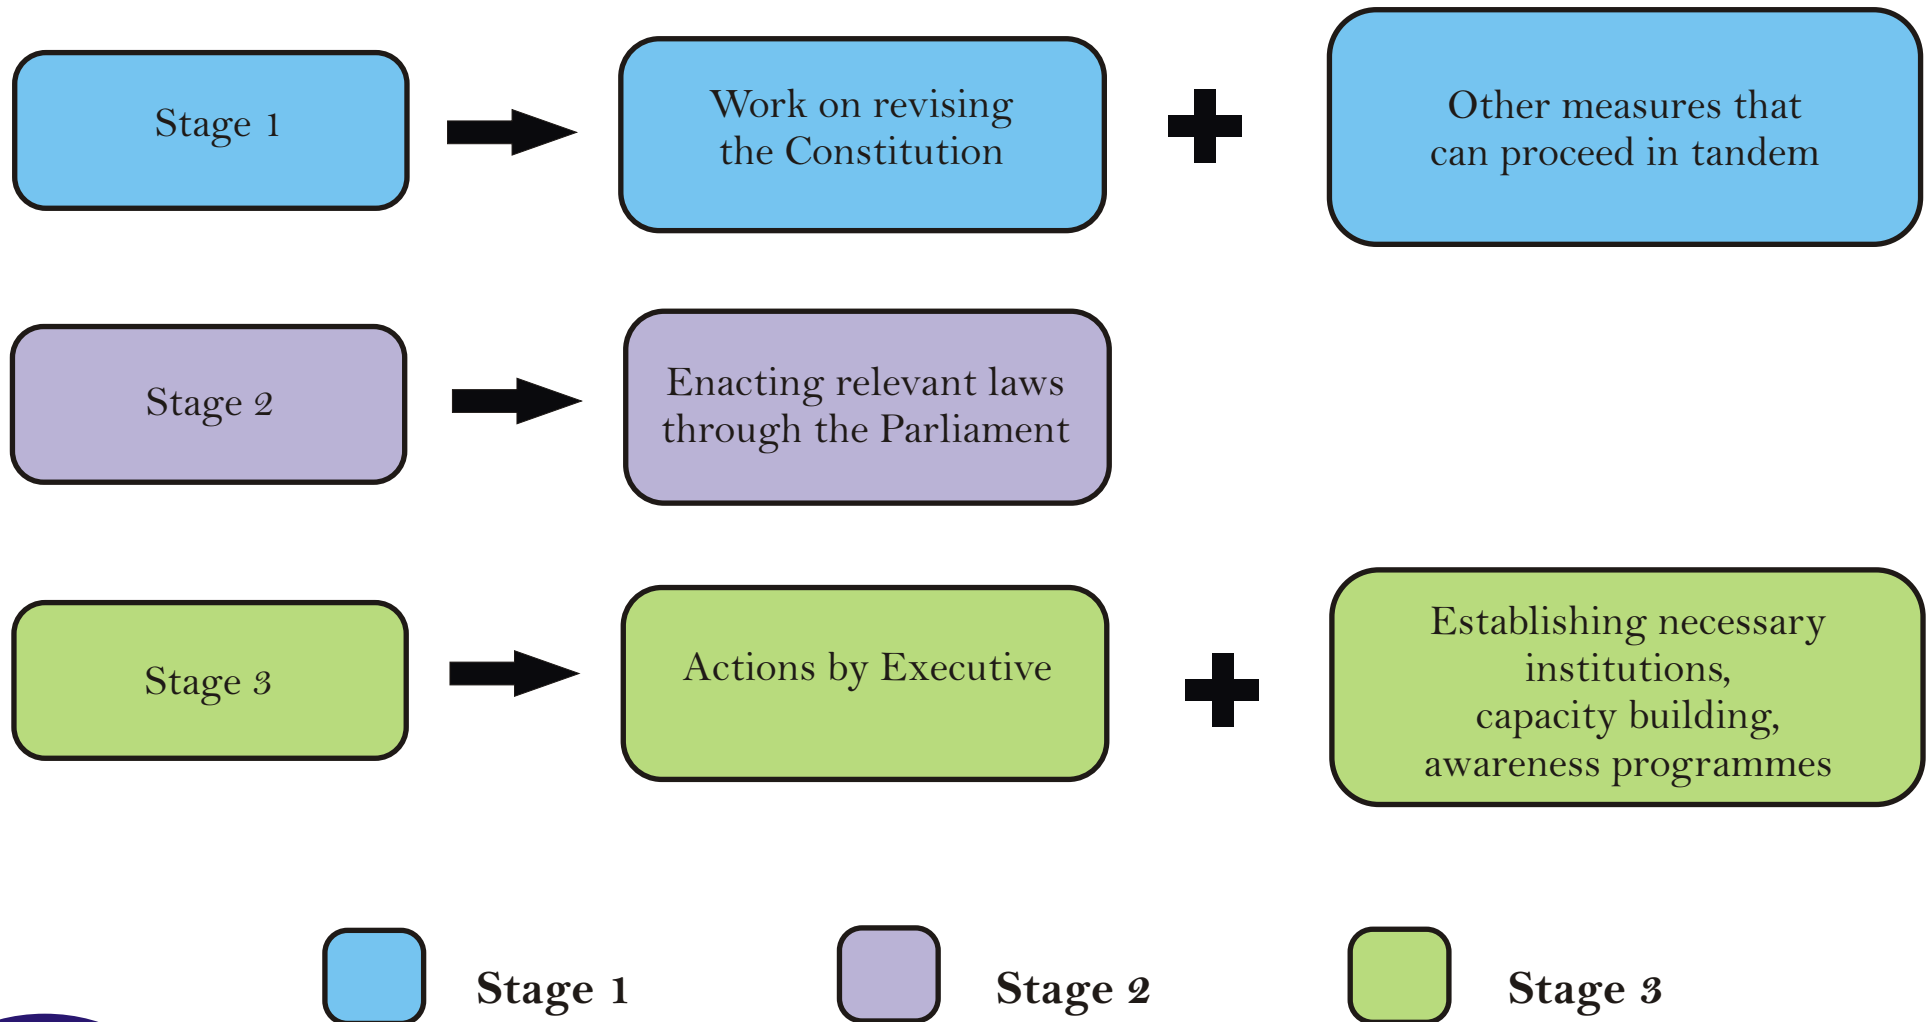 Stage 1
Work on revising
the Constitution
Other measures that
can proceed in tandem
Stage 2
Enacting relevant laws
through the Parliament
Stage 3
Actions by Executive
Establishing necessary
institutions,
capacity building,
awareness programmes
Stage 1
Stage 2
Stage 3